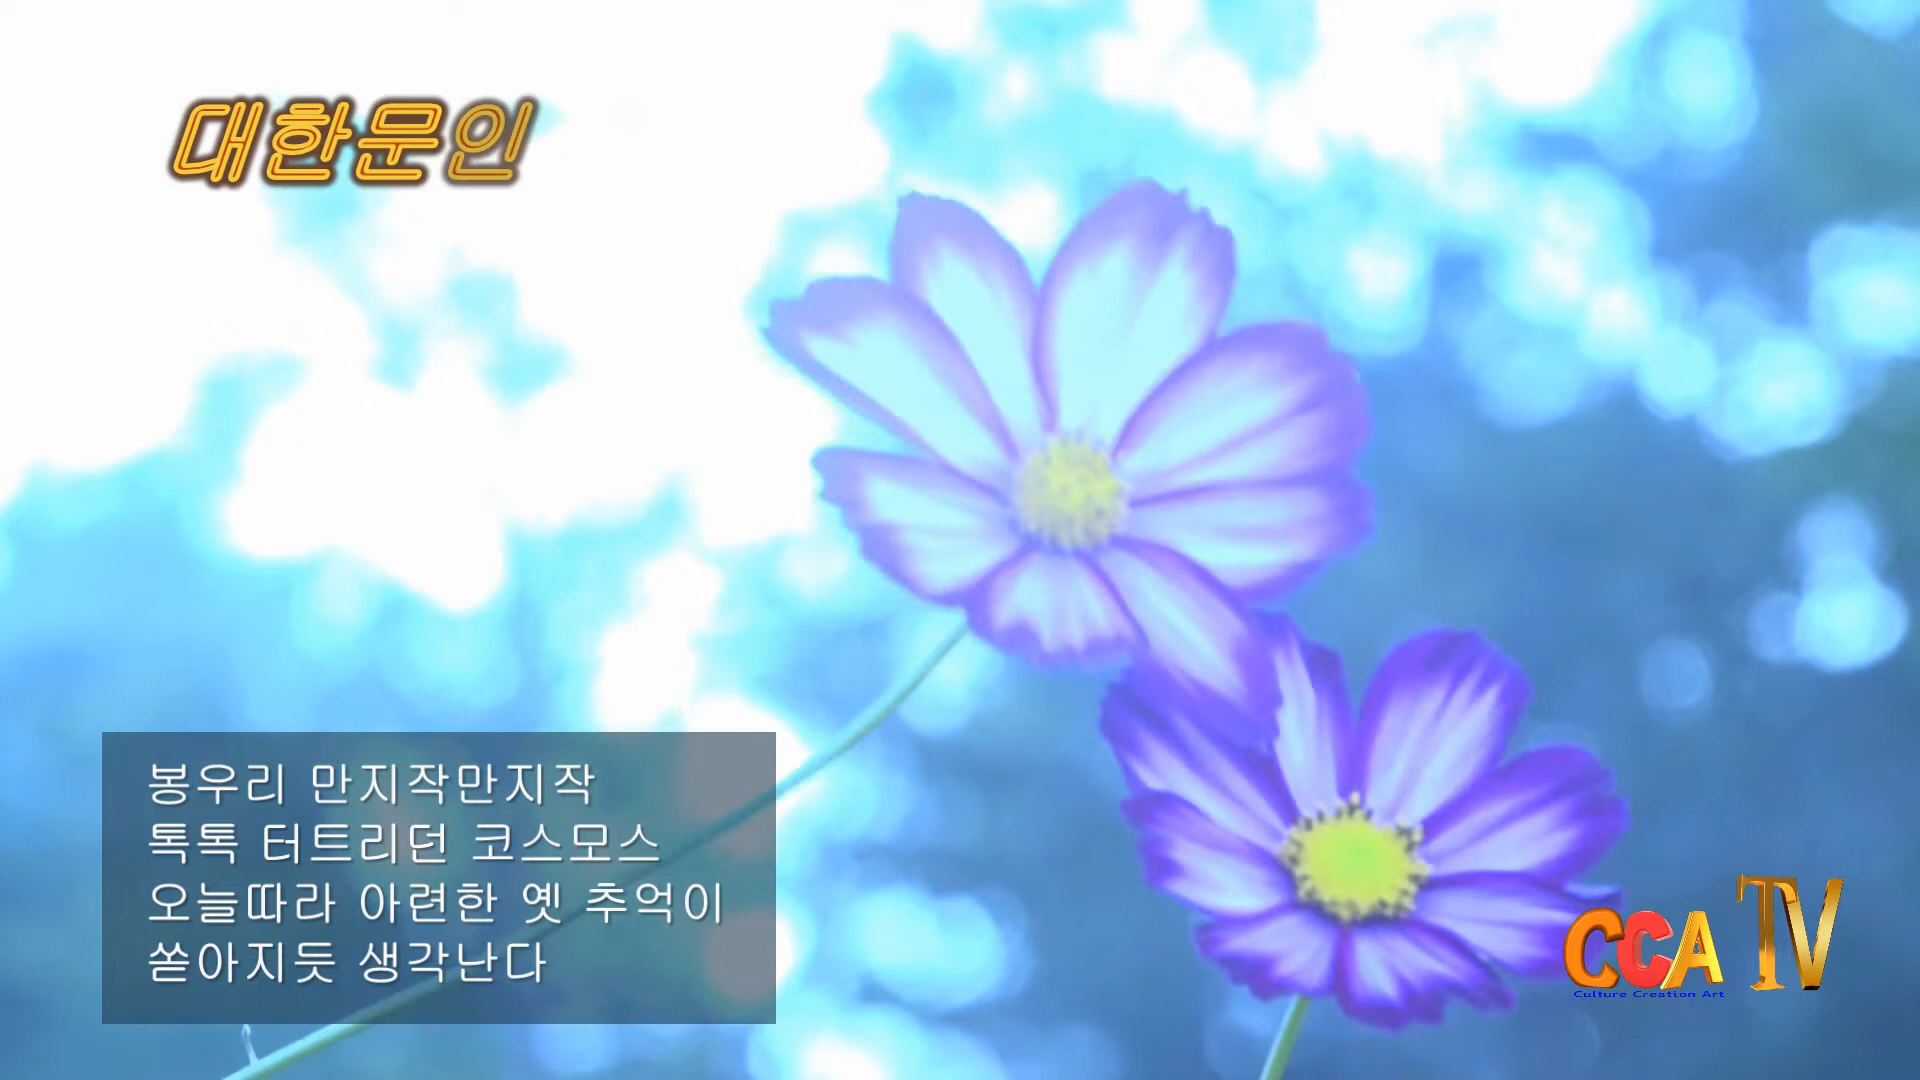 대한문인
봉우리 만지작만지작
톡톡 터트리던 코스모스
오늘따라 아련한 옛 추억이
쏟아지듯 생각난다
CCA TV
Culture Creation Art